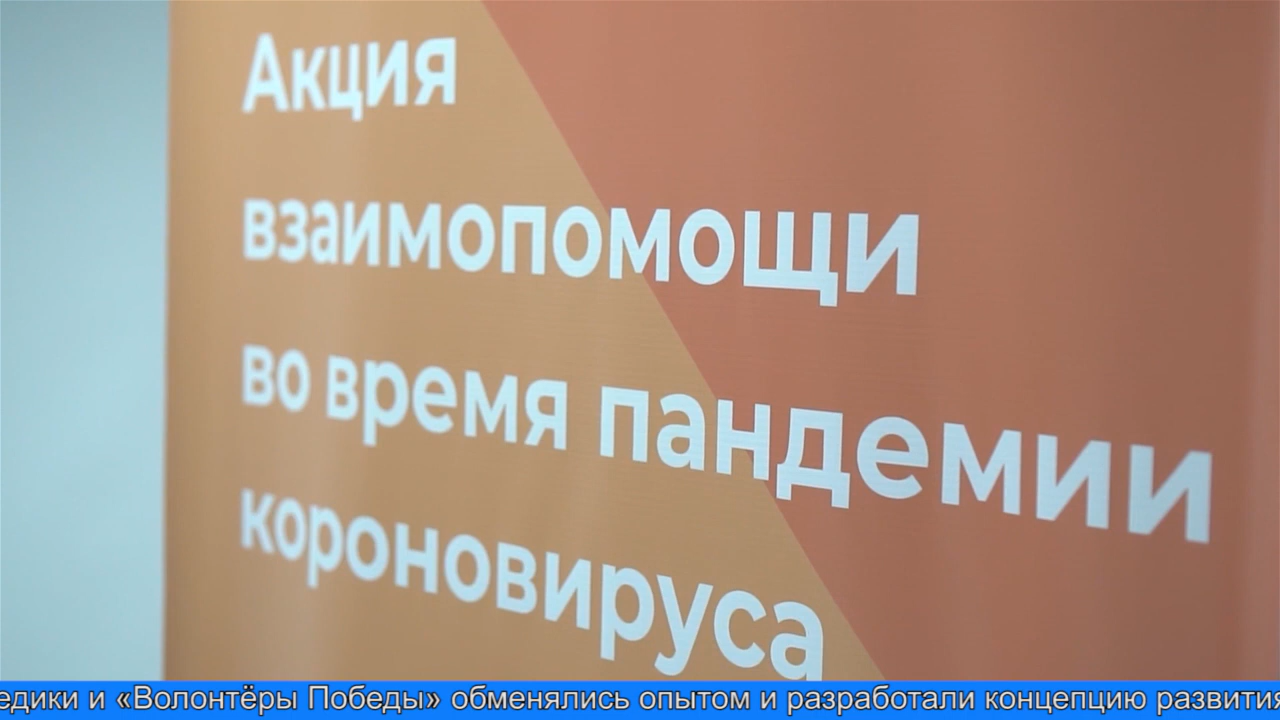 Акция
взаимопомощи
во время пандемии
короновируса
едики и «Волонтёры Победы» обменялись опытом и разработали концепцию развития